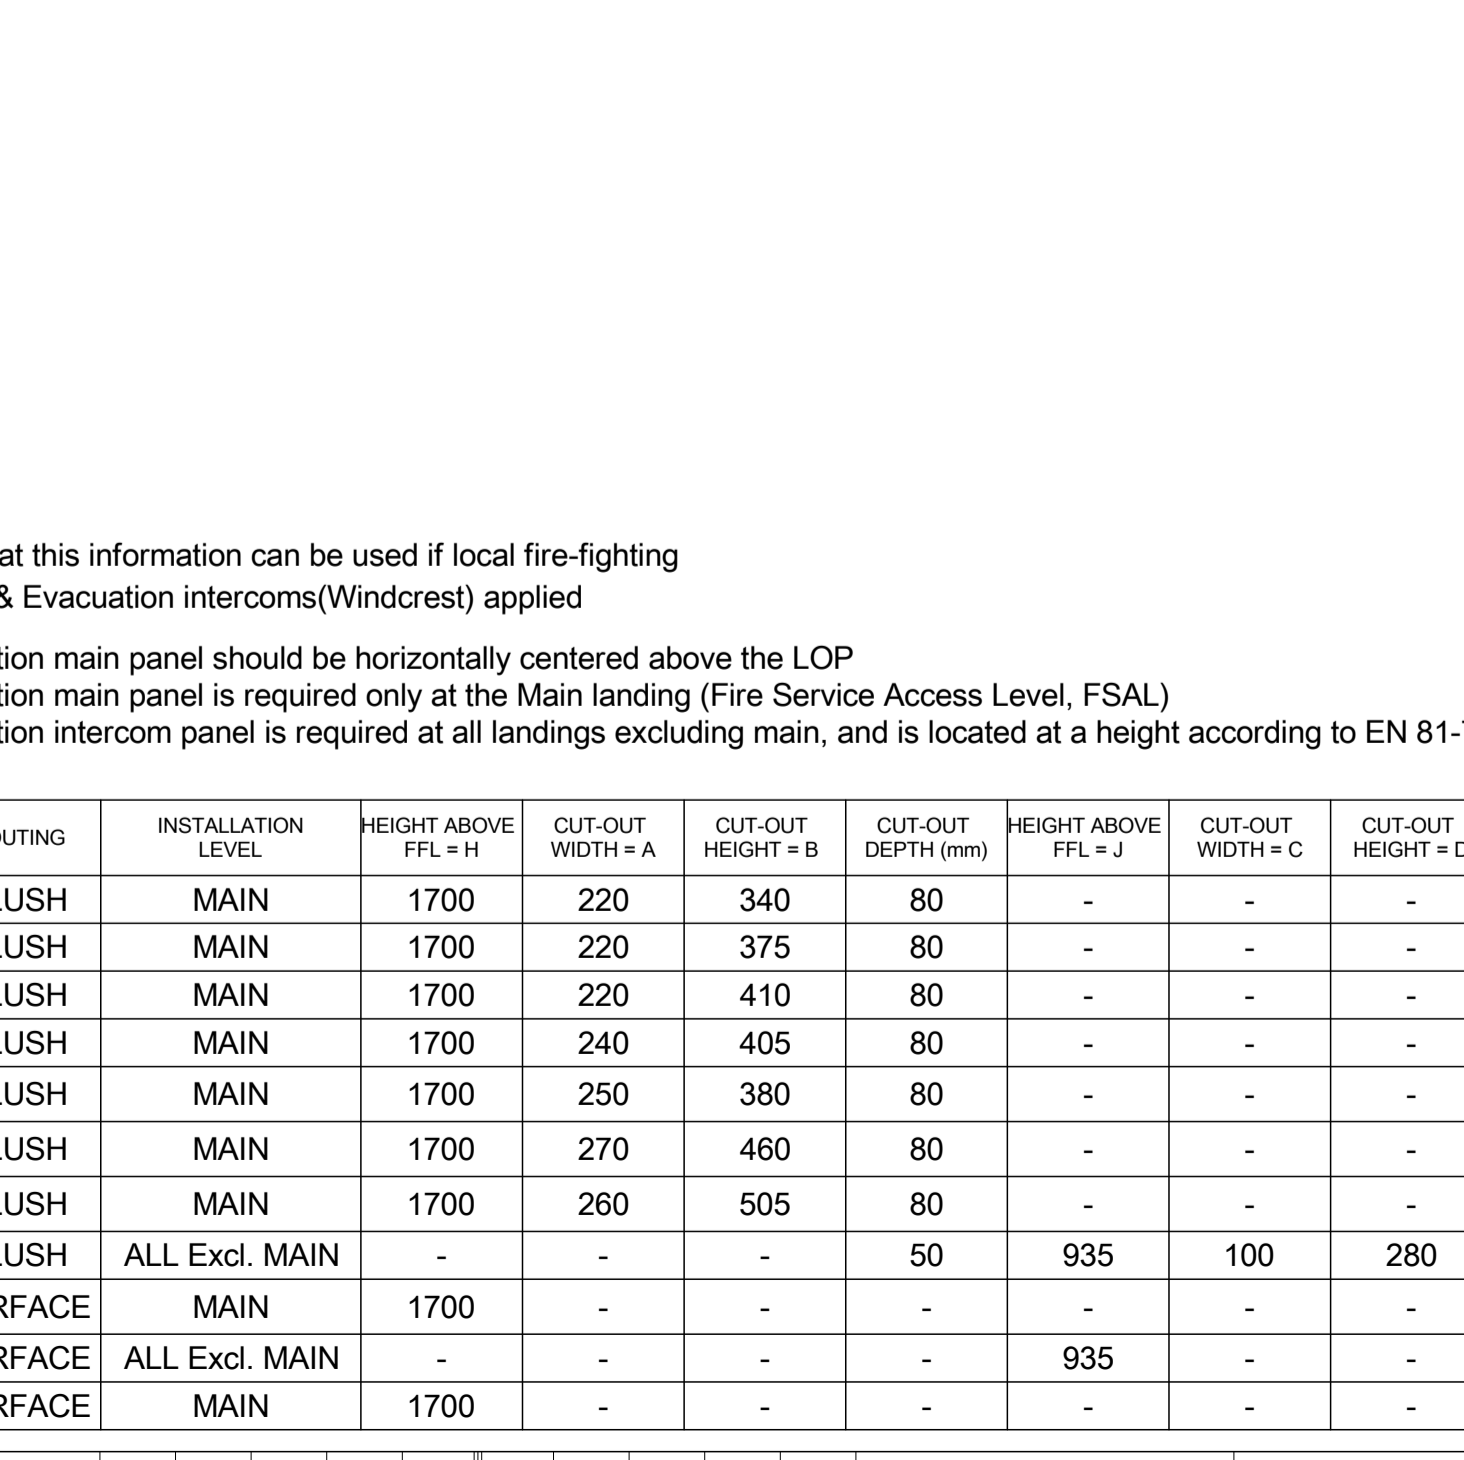 at this information can be used if local fire-fighting
& Evacuation intercoms(Windcrest) applied
tion main panel should be horizontally centered above the LOP
tion main panel is required only at the Main landing (Fire Service Access Level, FSAL)
tion intercom panel is required at all landings excluding main, and is located at a height according to EN 81-7
UTING INSTALLATION LEVEL HEIGHT ABOVE FFL = H CUT-OUT WIDTH = A CUT-OUT HEIGHT = B CUT-OUT DEPTH (mm) HEIGHT ABOVE FFL = J CUT-OUT WIDTH = C CUT-OUT HEIGHT = D
LUSH MAIN 1700 220 340 80 - - -
LUSH MAIN 1700 220 375 80 - - -
LUSH MAIN 1700 220 410 80 - - -
LUSH MAIN 1700 240 405 80 - - -
LUSH MAIN 1700 250 380 80 - - -
LUSH MAIN 1700 270 460 80 - - -
LUSH MAIN 1700 260 505 80 - - -
LUSH ALL Excl. MAIN - - - 50 935 100 280
RFACE MAIN 1700 - - - - - -
RFACE ALL Excl. MAIN - - - - 935 - -
RFACE MAIN 1700 - - - - - -